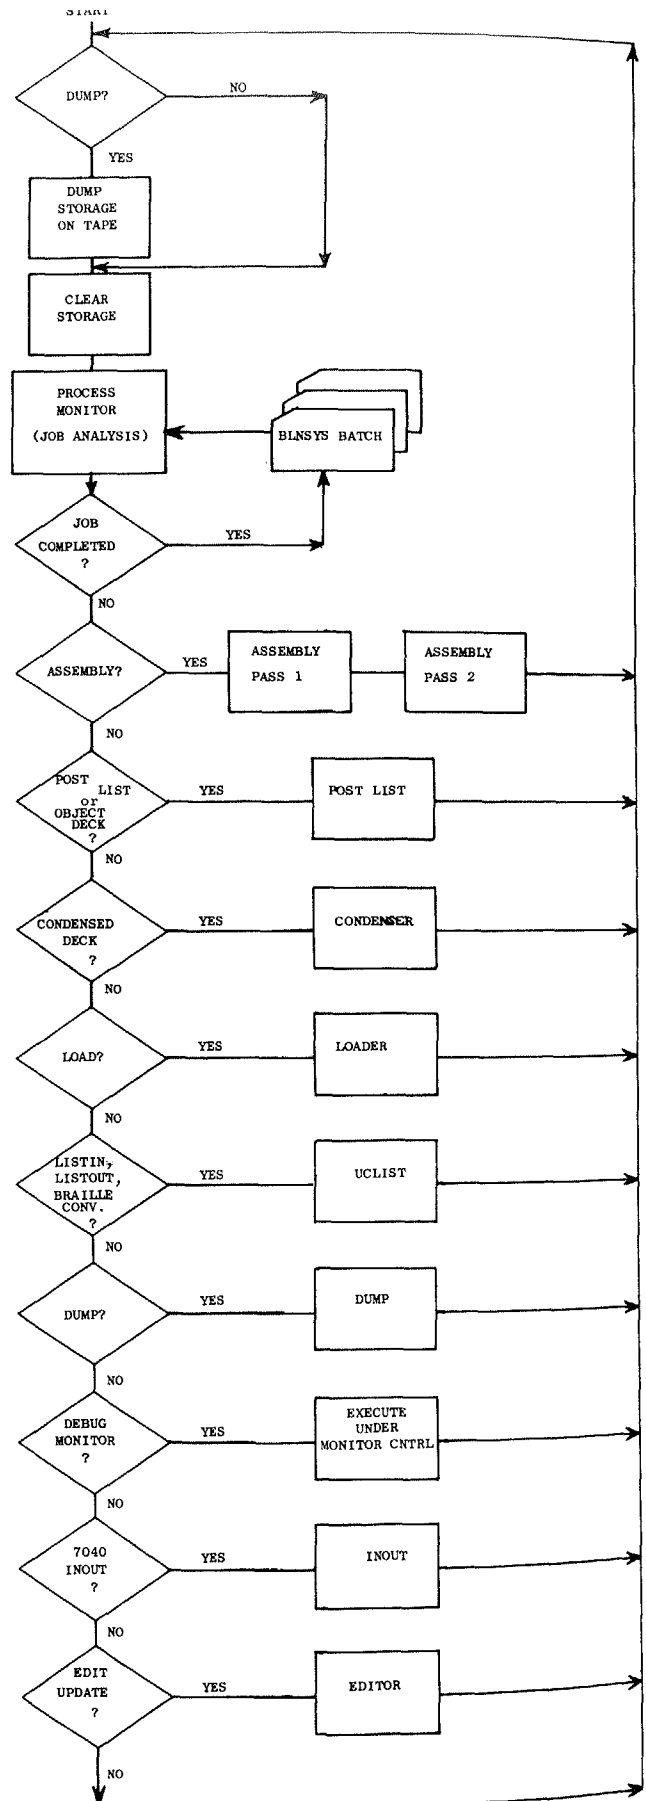 START
DUMP?
NO
YES
DUMP
STORAGE
ON TAPE
CLEAR
STORAGE
PROCESS
MONITOR
(JOB ANALYSIS)
BLNSYS BATCH
JOB
COMPLETED
?
YES
NO
ASSEMBLY?
YES
ASSEMBLY
PASS 1
ASSEMBLY
PASS 2
NO
POST LIST
or
OBJECT
DECK
?
YES
POST LIST
NO
CONDENSED
DECK
?
YES
CONDENSER
NO
LOAD?
YES
LOADER
NO
LISTIN,
LISTOUT,
BRAILLE
CONV.
?
YES
UCLIST
NO
DUMP?
YES
DUMP
NO
DEBUG
MONITOR
?
YES
EXECUTE
UNDER
MONITOR CNTRL
NO
7040
INOUT
?
YES
INOUT
NO
EDIT
UPDATE
?
YES
EDITOR
NO